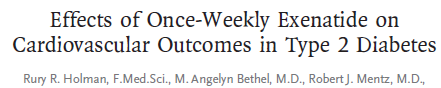 Effects of Once-Weekly Exenatide on
Cardiovascular Outcomes in Type 2 Diabetes
Rury R. Holman, F.Med.Sci., M. Angelyn Bethel, M.D., Robert J. Mentz, M.D.,